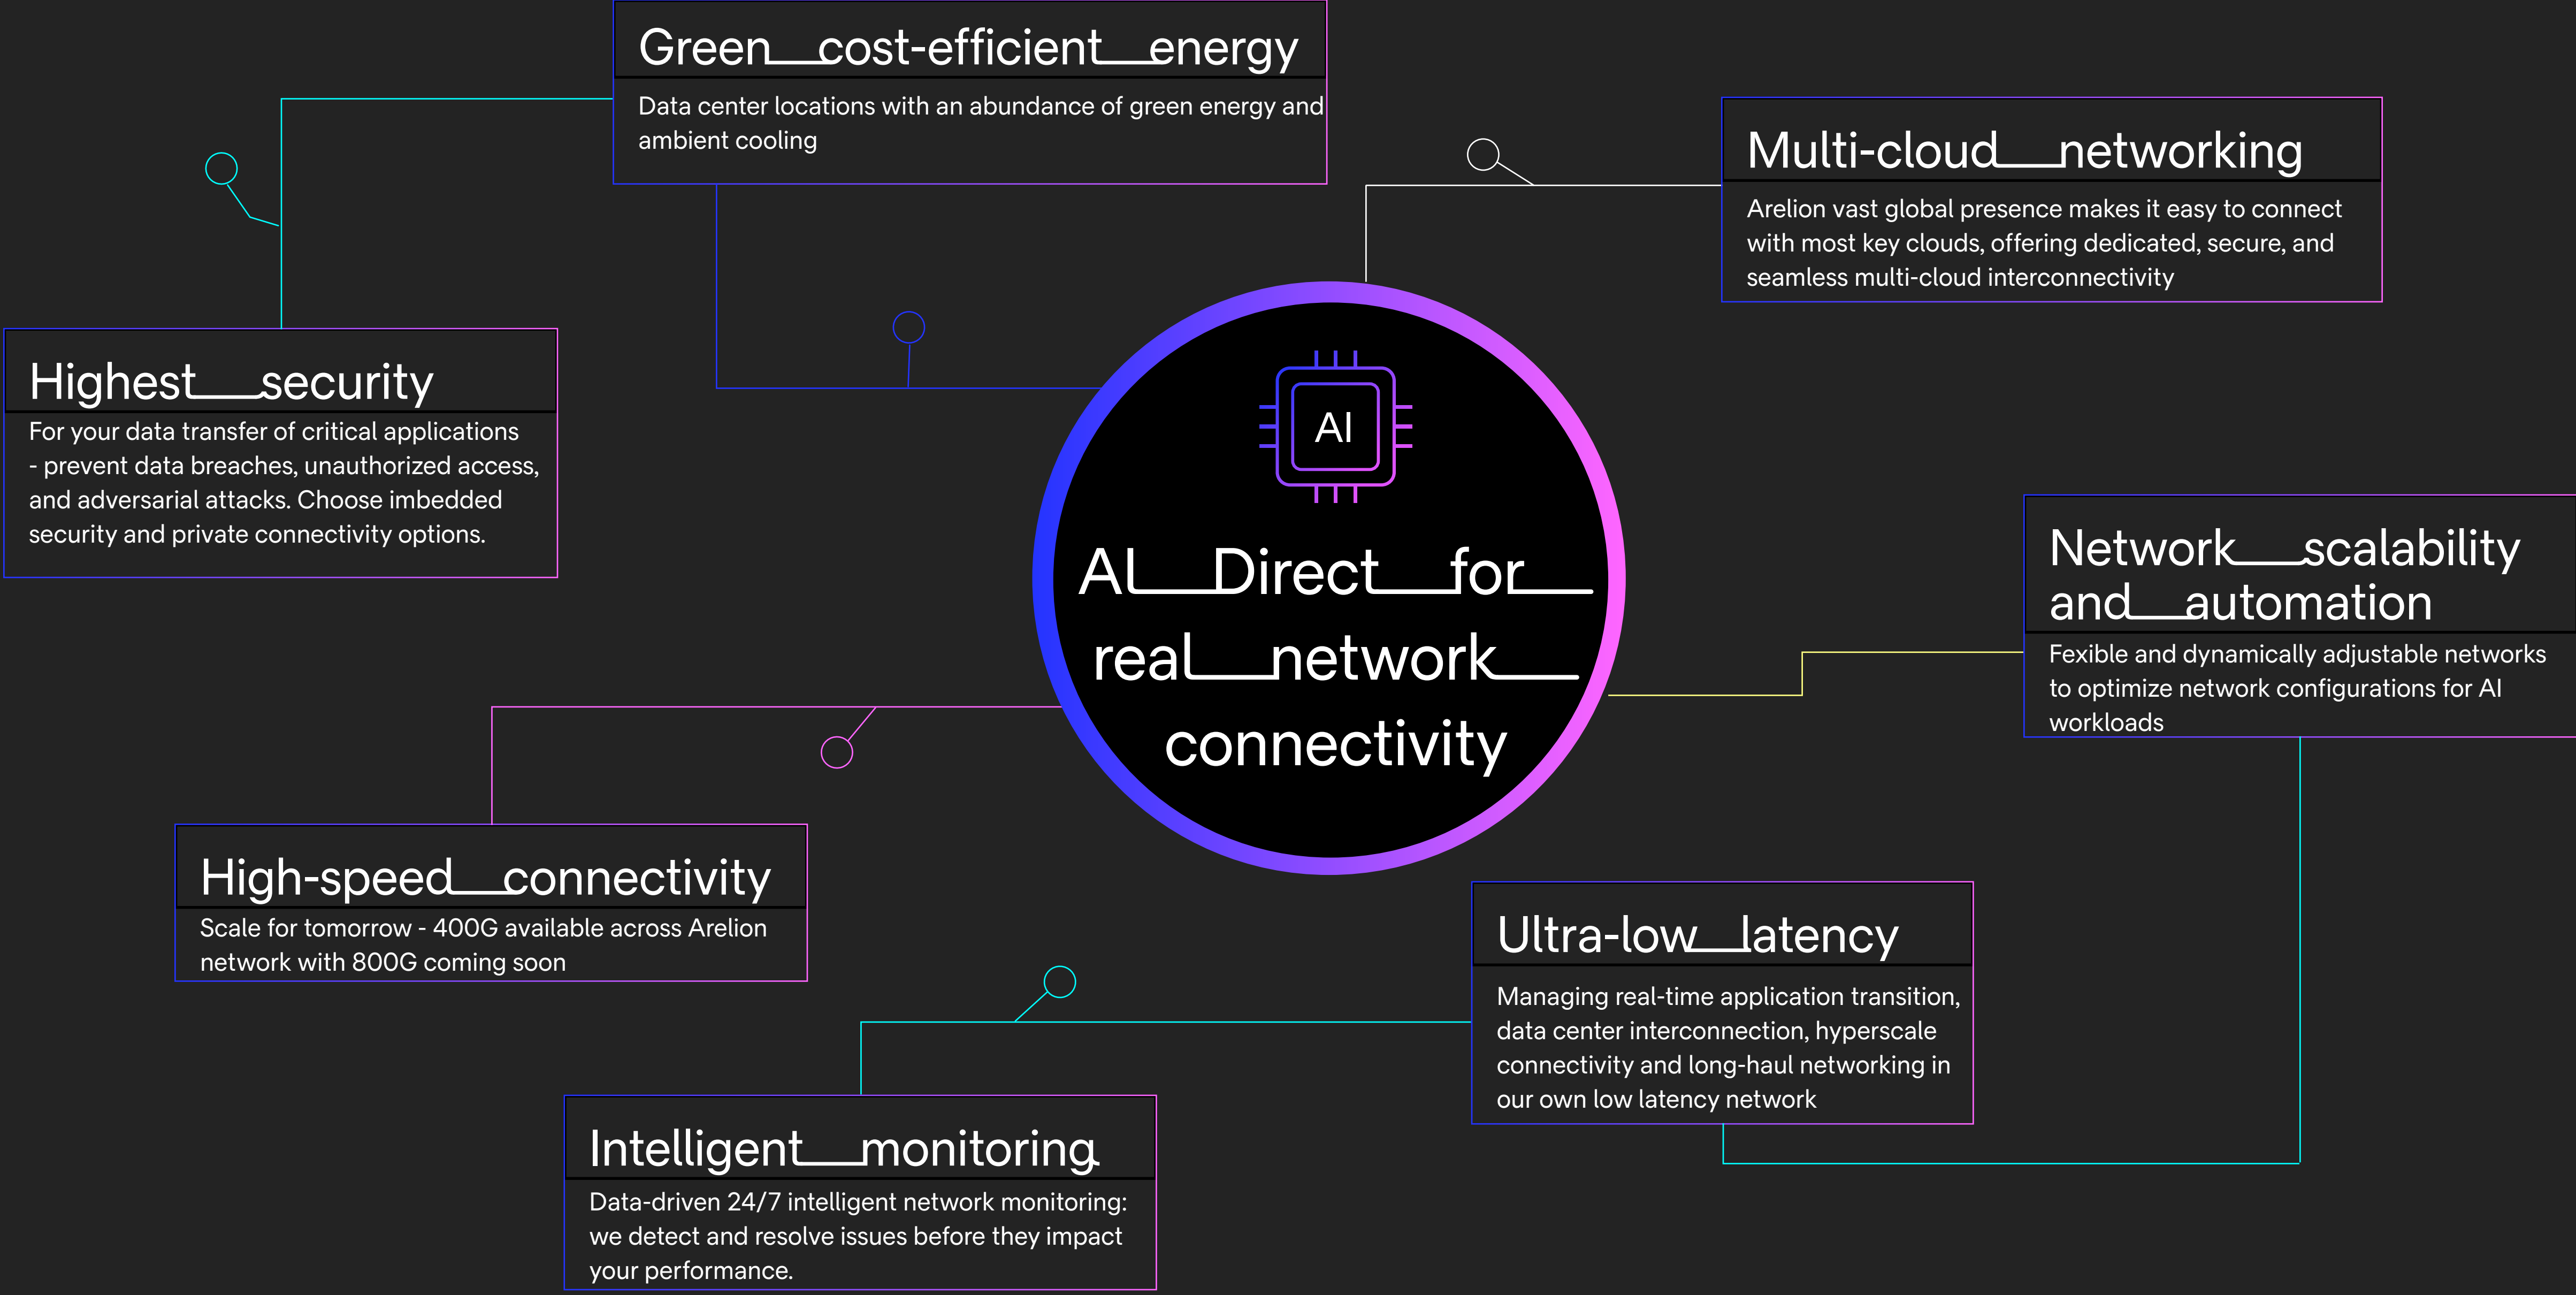 Green cost-efficient energy
Data center locations with an abundance of green energy and
ambient cooling
Multi-cloud networking
Arelion vast global presence makes it easy to connect
with most key clouds, offering dedicated, secure, and
seamless multi-cloud interconnectivity
Highest security
For your data transfer of critical applications
- prevent data breaches, unauthorized access,
and adversarial attacks. Choose imbedded
security and private connectivity options.
AI
AI Direct for
real network
connectivity
Network scalability
and automation
Fexible and dynamically adjustable networks
to optimize network configurations for AI
workloads
High-speed connectivity
Scale for tomorrow - 400G available across Arelion
network with 800G coming soon
Ultra-low latency
Managing real-time application transition,
data center interconnection, hyperscale
connectivity and long-haul networking in
our own low latency network
Intelligent monitoring
Data-driven 24/7 intelligent network monitoring:
we detect and resolve issues before they impact
your performance.